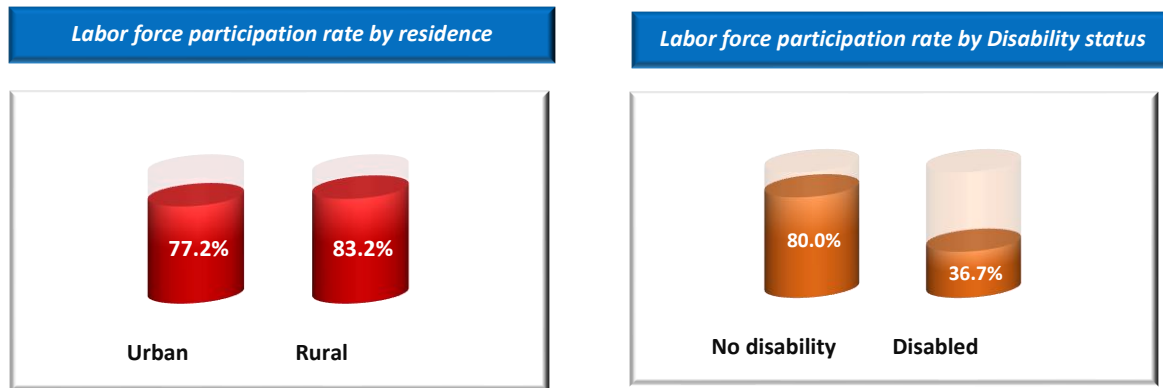 Labor force participation rate by residence
77.2%
83.2%
Urban Rural
Labor force participation rate by Disability status
80.0%
36.7%
No disability Disabled